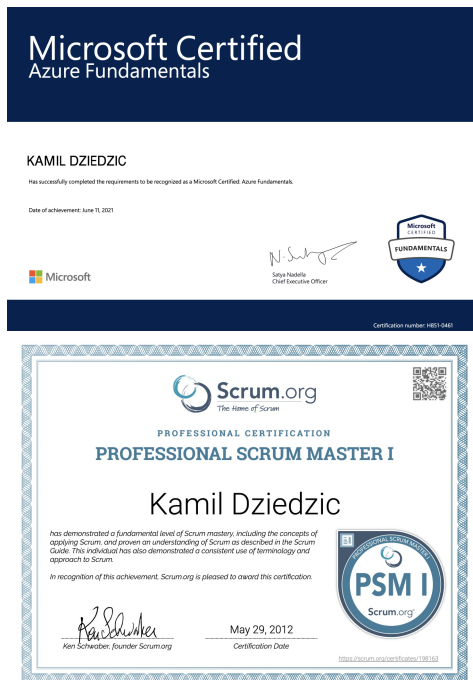 Microsoft Certified
Azure Fundamentals
KAMIL DZIEDZIC
Has successfully completed the requirements to be recognized as a Microsoft Certified: Azure Fundamentals.
Date of achievement: June 11, 2021
Microsoft
CERTIFIED
FUNDAMENTALS
Satya Nadella
Chief Executive Officer
Microsoft
Certification number: H851-0461
Scrum.org
The Home of Scrum
PROFESSIONAL CERTIFICATION
PROFESSIONAL SCRUM MASTER I
Kamil Dziedzic
has demonstrated a fundamental level of Scrum mastery, including the concepts of
applying Scrum, and proven an understanding of Scrum as described in the Scrum
Guide. This individual has also demonstrated a consistent use of terminology and
approach to Scrum.
In recognition of this achievement, Scrum.org is pleased to award this certification.
PROFESSIONAL SCRUM MASTER I
PSM I
Scrum.org
Ken Schwaber
May 29, 2012
Ken Schwaber, founder Scrum.org
Certification Date
https://scrum.org/certificates/198163